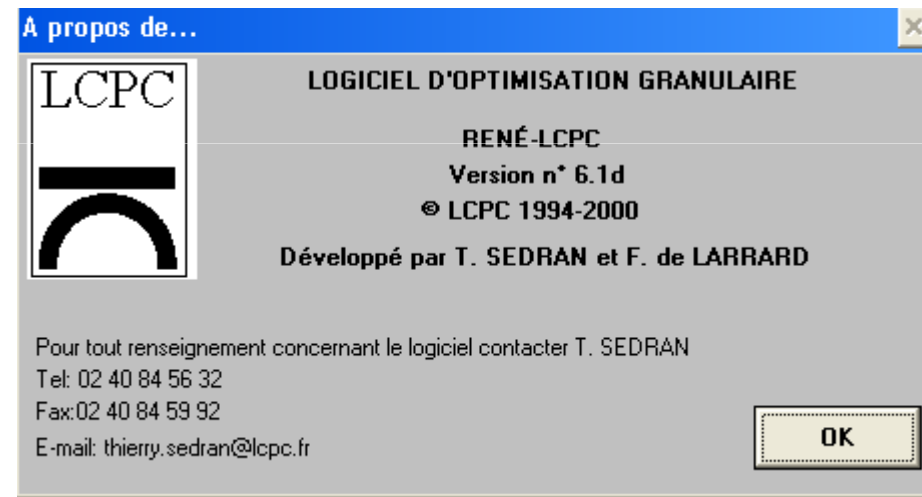 A propos de...
LCPC
LOGICIEL D'OPTIMISATION GRANULAIRE
RENÉ-LCPC
Version n° 6.1d
© LCPC 1994-2000
Développé par T. SEDRAN et F. de LARRARD
Pour tout renseignement concernant le logiciel contacter T. SEDRAN
Tel: 02 40 84 56 32
Fax:02 40 84 59 92
E-mail: thierry.sedran@lcpc.fr
OK